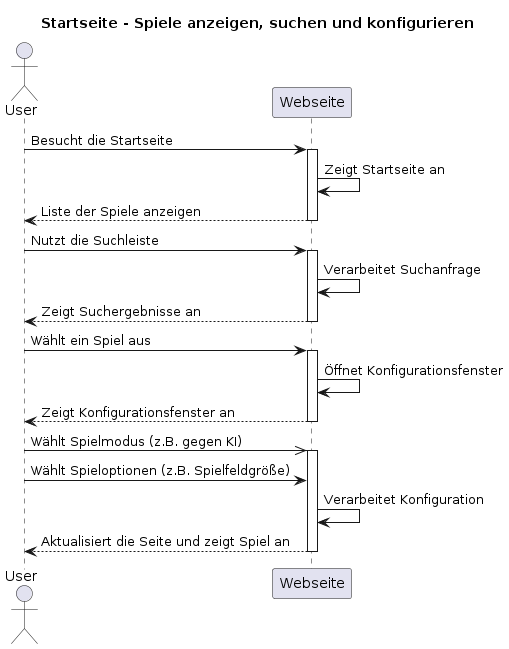 Startseite - Spiele anzeigen, suchen und konfigurieren
User
Webseite
Besucht die Startseite
Zeigt Startseite an
Liste der Spiele anzeigen
Nutzt die Suchleiste
Verarbeitet Suchanfrage
Zeigt Suchergebnisse an
Wählt ein Spiel aus
Öffnet Konfigurationsfenster
Zeigt Konfigurationsfenster an
Wählt Spielmodus (z.B. gegen KI)
Wählt Spieloptionen (z.B. Spielfeldgröße)
Verarbeitet Konfiguration
Aktualisiert die Seite und zeigt Spiel an
User
Webseite